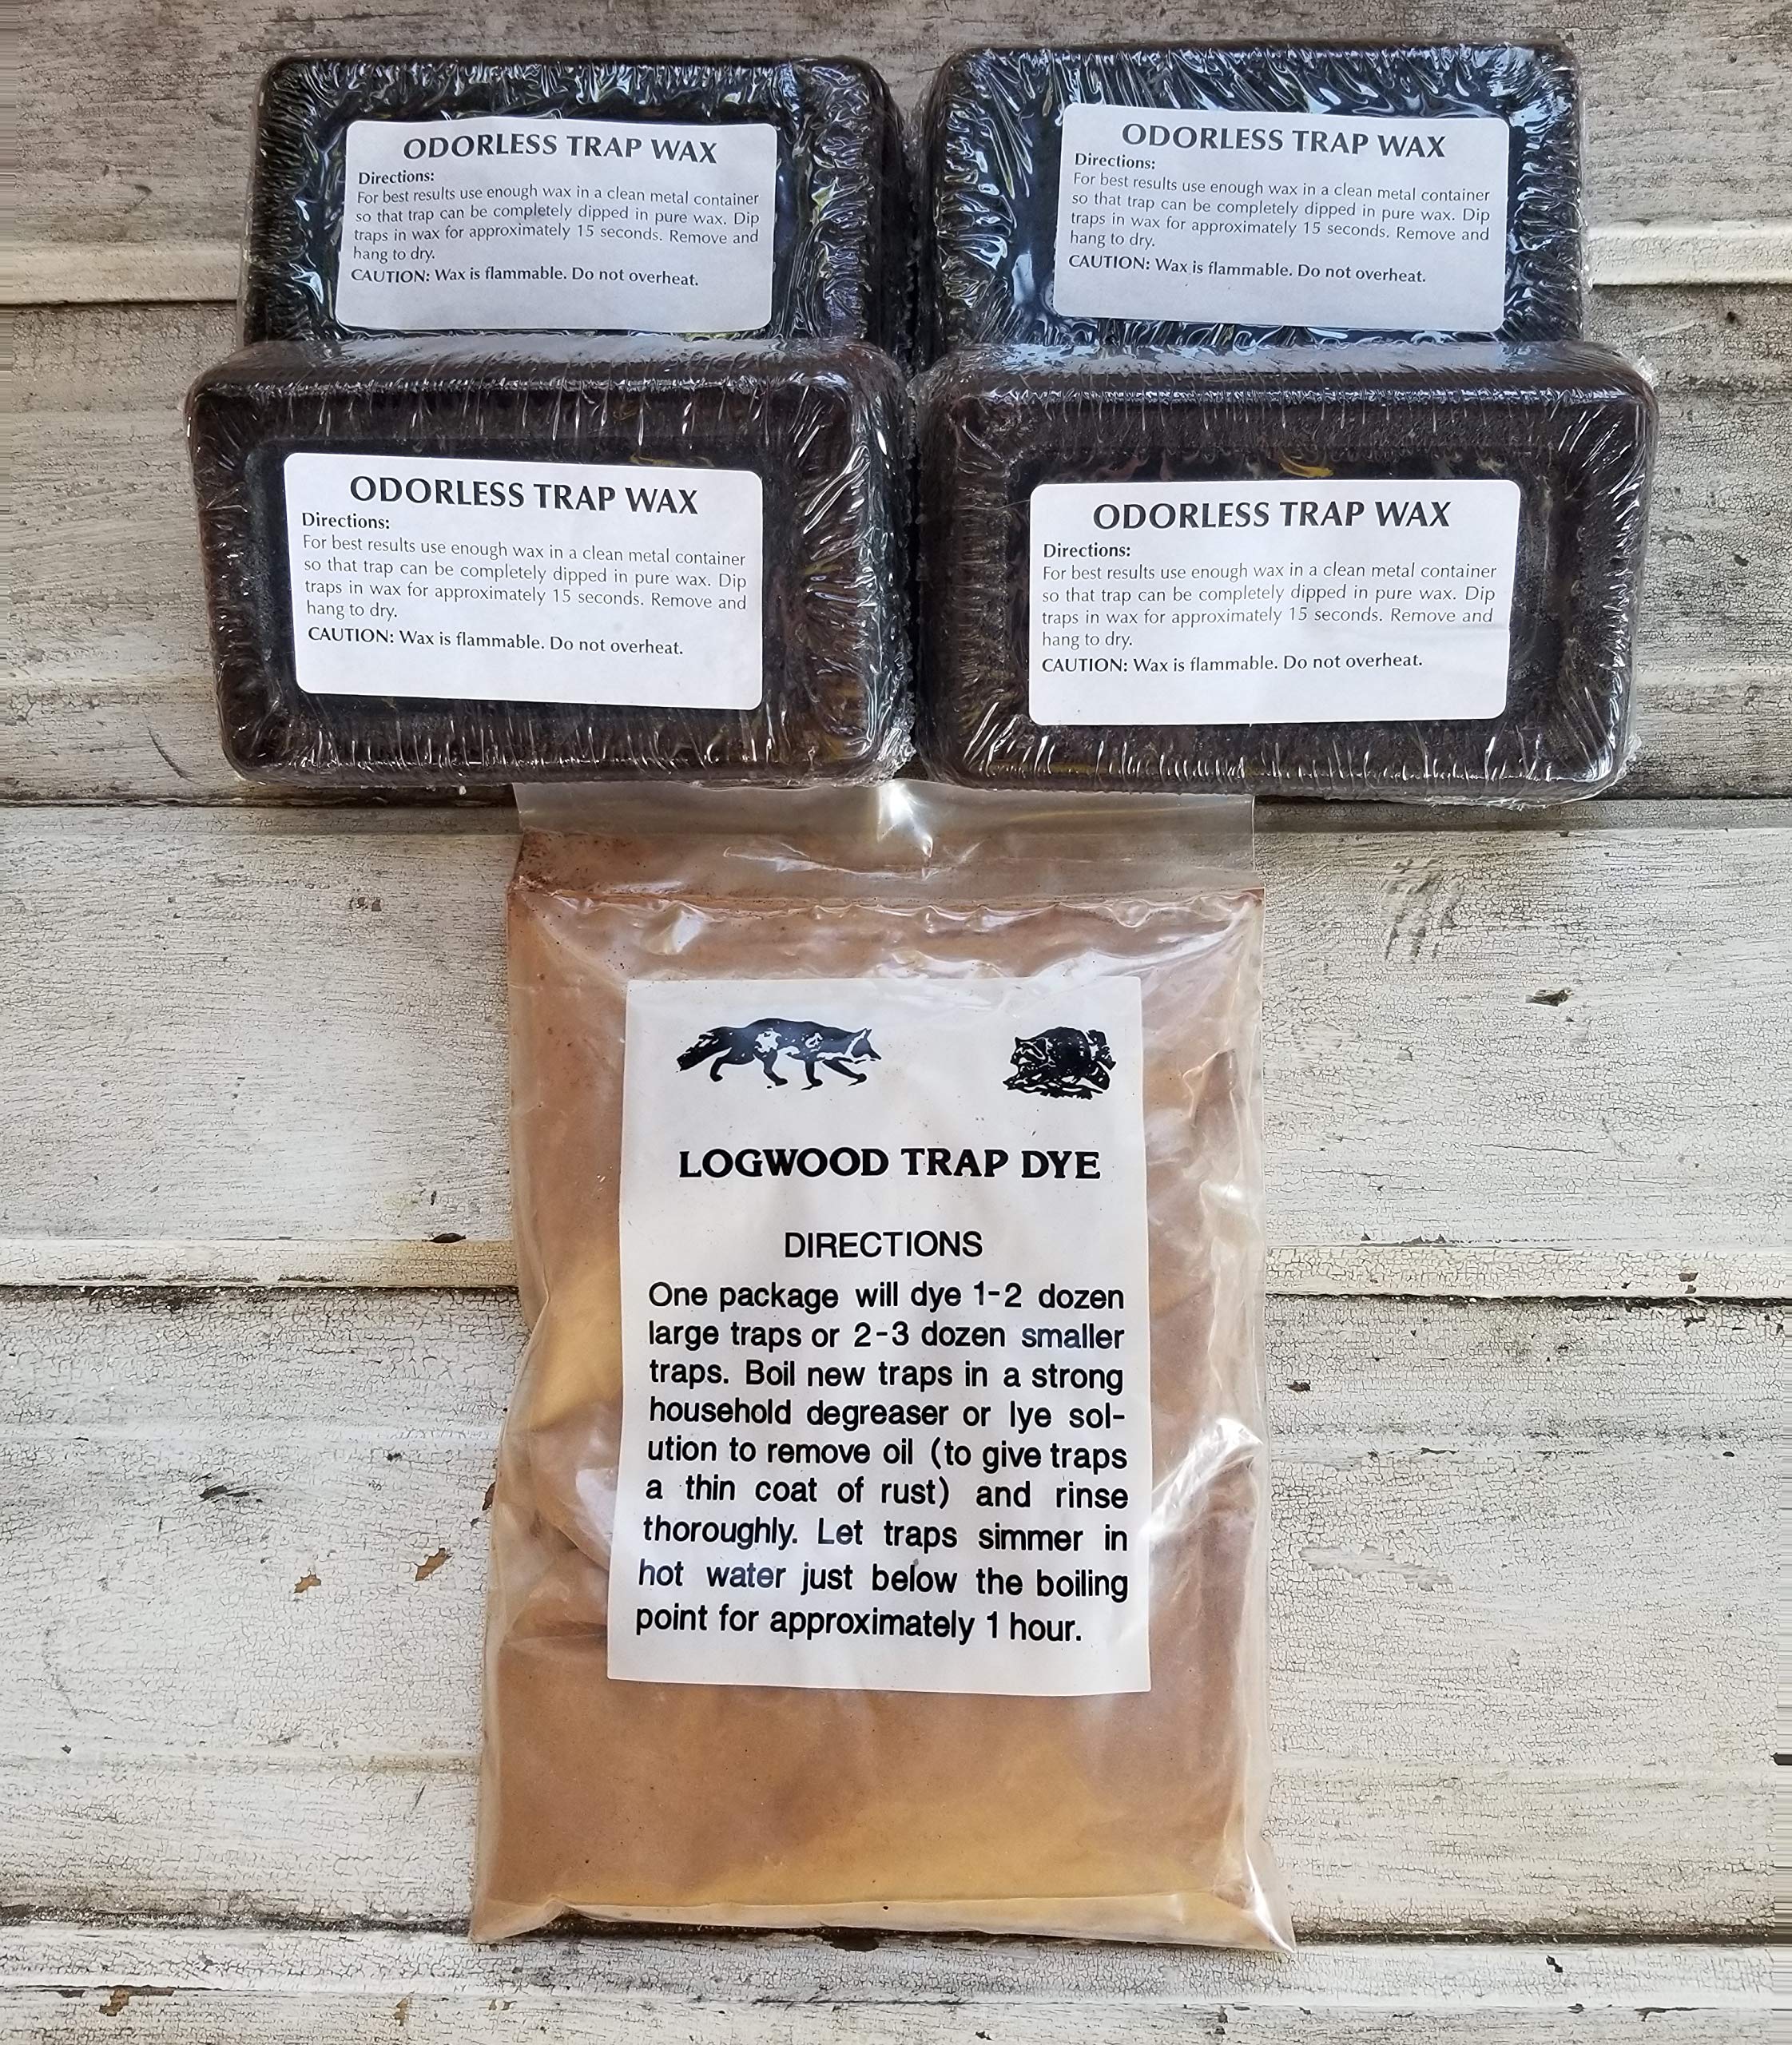 ODORLESS TRAP WAX
Directions:
For best results use enough wax in a clean metal container
so that trap can be completely dipped in pure wax. Dip
traps in wax for approximately 15 seconds. Remove and
hang to dry.
CAUTION: Wax is flammable. Do not overheat.
ODORLESS TRAP WAX
Directions:
For best results use enough wax in a clean metal container
so that trap can be completely dipped in pure wax. Dip
traps in wax for approximately 15 seconds. Remove and
hang to dry.
CAUTION: Wax is flammable. Do not overheat.
ODORLESS TRAP WAX
Directions:
For best results use enough wax in a clean metal container
so that trap can be completely dipped in pure wax. Dip
traps in wax for approximately 15 seconds. Remove and
hang to dry.
CAUTION: Wax is flammable. Do not overheat.
ODORLESS TRAP WAX
Directions:
For best results use enough wax in a clean metal container
so that trap can be completely dipped in pure wax. Dip
traps in wax for approximately 15 seconds. Remove and
hang to dry.
CAUTION: Wax is flammable. Do not overheat.
LOGWOOD TRAP DYE
DIRECTIONS
One package will dye 1-2 dozen
large traps or 2-3 dozen smaller
traps. Boil new traps in a strong
household degreaser or lye sol-
ution to remove oil (to give traps
a thin coat of rust) and rinse
thoroughly. Let traps simmer in
hot water just below the boiling
point for approximately 1 hour.